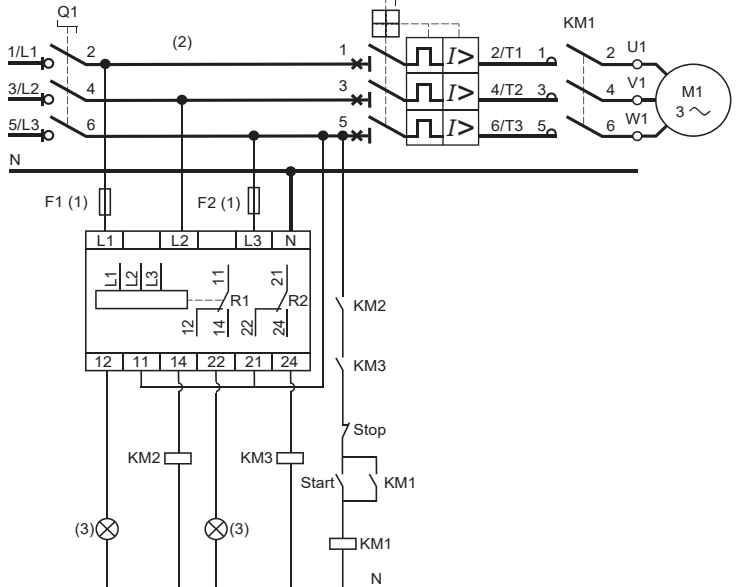 Q1
KM1
1/L1 2 (2) 1 I> 2/T1 1 2 U1
3/L2 4 3 I> 4/T2 3 4 V1 M1
3
5/L3 6 5 I> 6/T3 5 6 W1
N
F1 (1) F2 (1)
L1 L2 L3 N
L1 L2 L3 11 R1 21 R2
12 14 22 24
KM2
12 11 14 22 21 24
KM3
Stop
KM2 KM3
Start KM1
(3) (3)
KM1
N